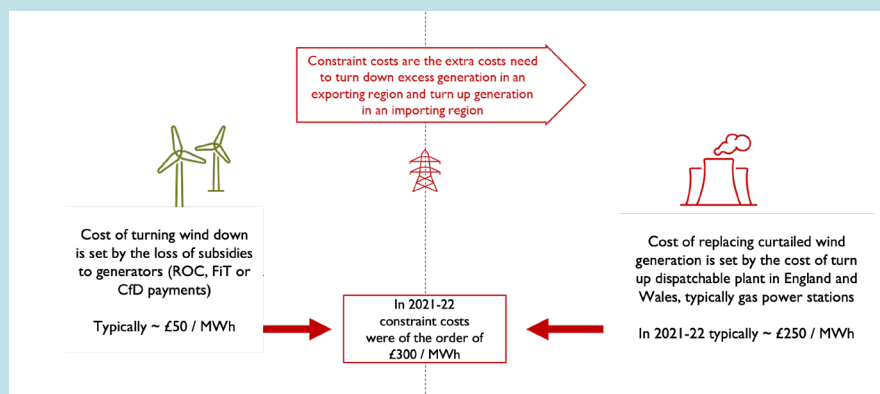 Constraint costs are the extra costs need
to turn down excess generation in an
exporting region and turn up generation
in an importing region
Cost of turning wind down
is set by the loss of subsidies
to generators (ROC, FiT or
CfD payments)
Typically ~ £50 / MWh
In 2021-22
constraint costs
were of the order of
£300 / MWh
Cost of replacing curtailed wind
generation is set by the cost of turn
up dispatchable plant in England and
Wales, typically gas power stations
In 2021-22 typically ~ £250 / MWh